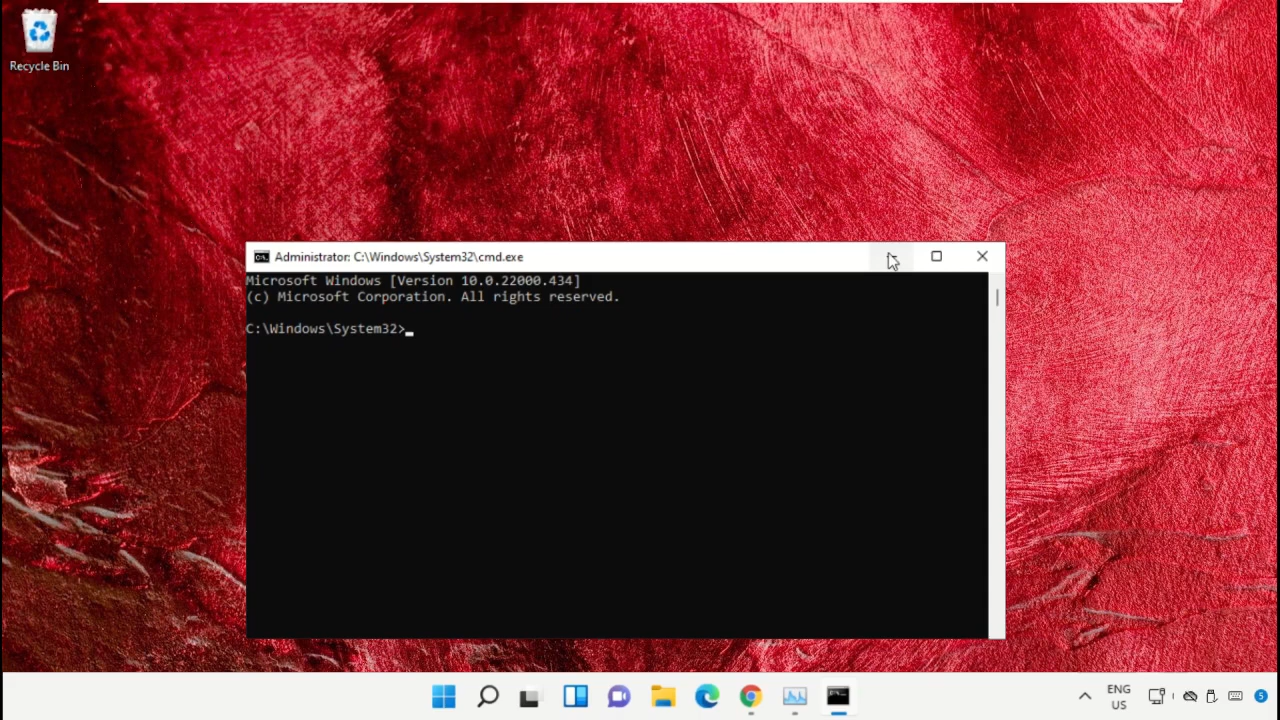 Recycle Bin
Administrator: C:\Windows\System32\cmd.exe
Microsoft Windows [Version 10.0.22000.434]
(c) Microsoft Corporation. All rights reserved.
C:\Windows\System32>
ENG
US
5